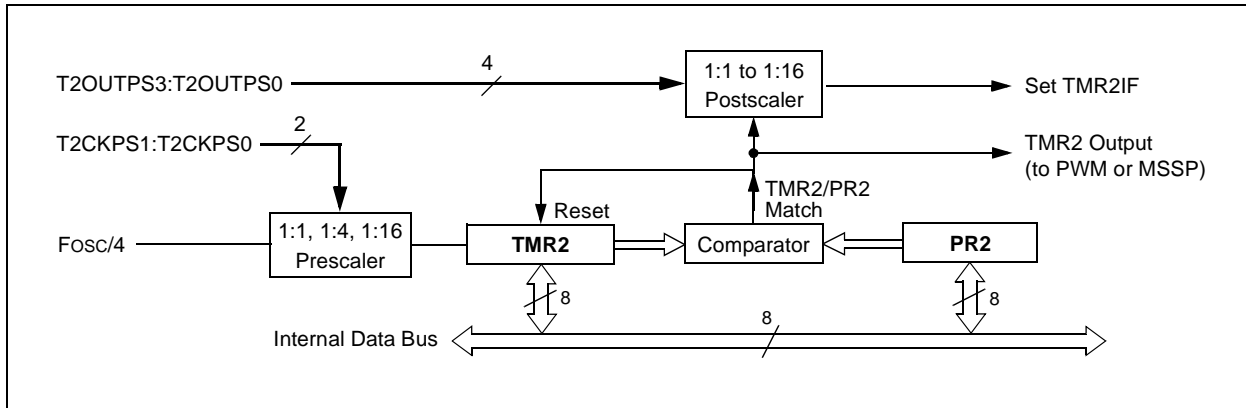 4
T2OUTPS3:T2OUTPS0
1:1 to 1:16
Postscaler
Set TMR2IF
2
T2CKPS1:T2CKPS0
TMR2 Output
(to PWM or MSSP)
TMR2/PR2
Match
Reset
FOSC/4
1:1, 1:4, 1:16
Prescaler
TMR2
Comparator
PR2
8
8
8
Internal Data Bus